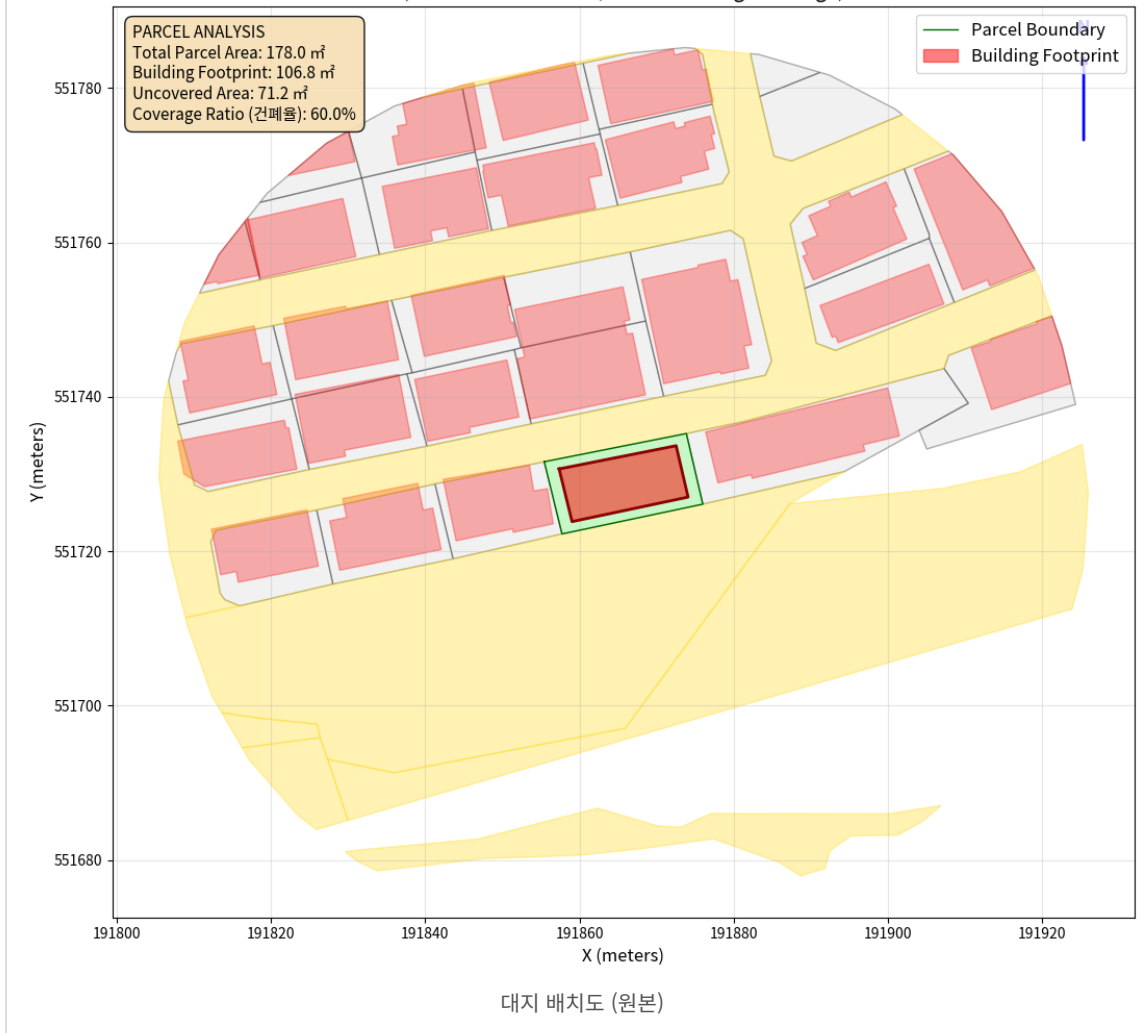 PARCEL ANALYSIS
Total Parcel Area: 178.0 ㎡
Building Footprint: 106.8 ㎡
Uncovered Area: 71.2 ㎡
Coverage Ratio (건폐율): 60.0%
Parcel Boundary
Building Footprint
N
551780
551760
551740
551720
551700
551680
Y (meters)
191800 191820 191840 191860 191880 191900 191920
X (meters)
대지 배치도 (원본)